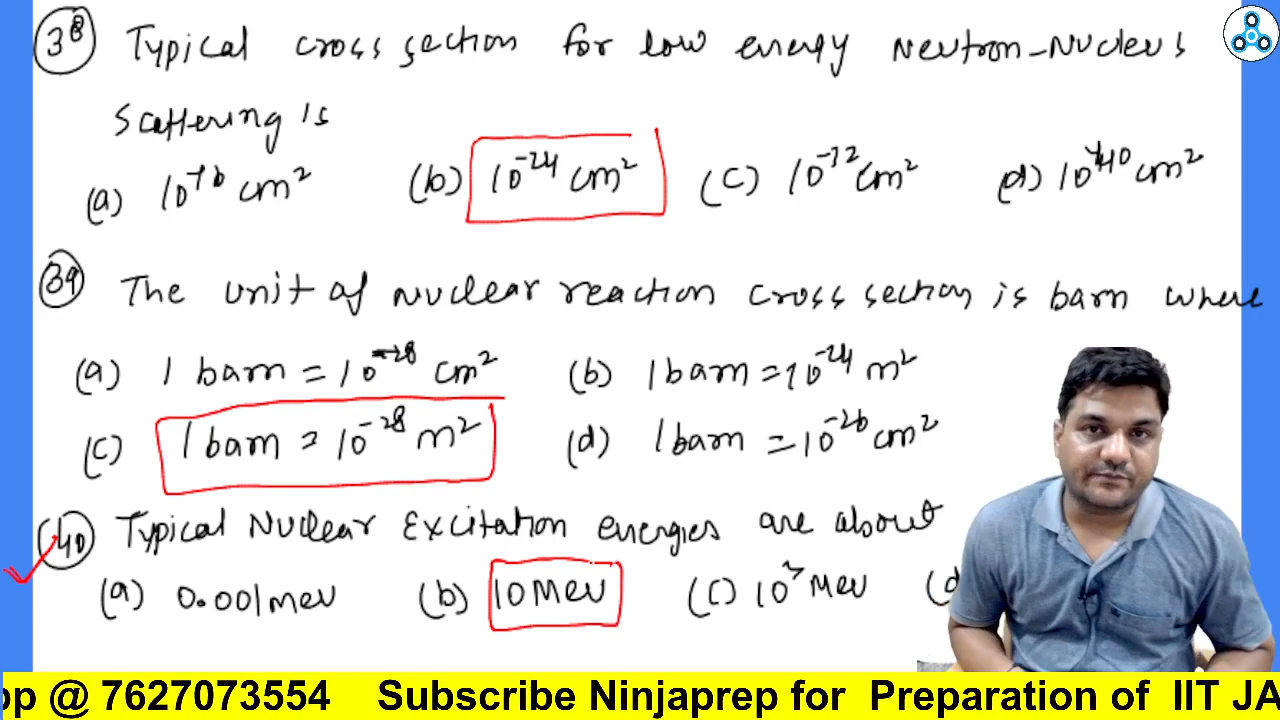 38 Typical cross section for low energy Neutron-Nucleus
Scattering is
(a) 10⁻¹⁶ cm² (b) 10⁻²⁴ cm² (c) 10⁻³² cm² (d) 10⁻⁴⁰ cm²
39 The unit of Nuclear reaction cross section is barn where
(a) 1 barn = 10⁻²⁸ cm² (b) 1 barn = 10⁻²⁴ m²
(c) 1 barn = 10⁻²⁸ m² (d) 1 barn = 10⁻²⁶ cm²
40 Typical Nuclear Excitation energies are about
(a) 0.001 mev (b) 10 Mev (c) 10³ Mev (d
pp @ 7627073554 Subscribe Ninjaprep for Preparation of IIT JA